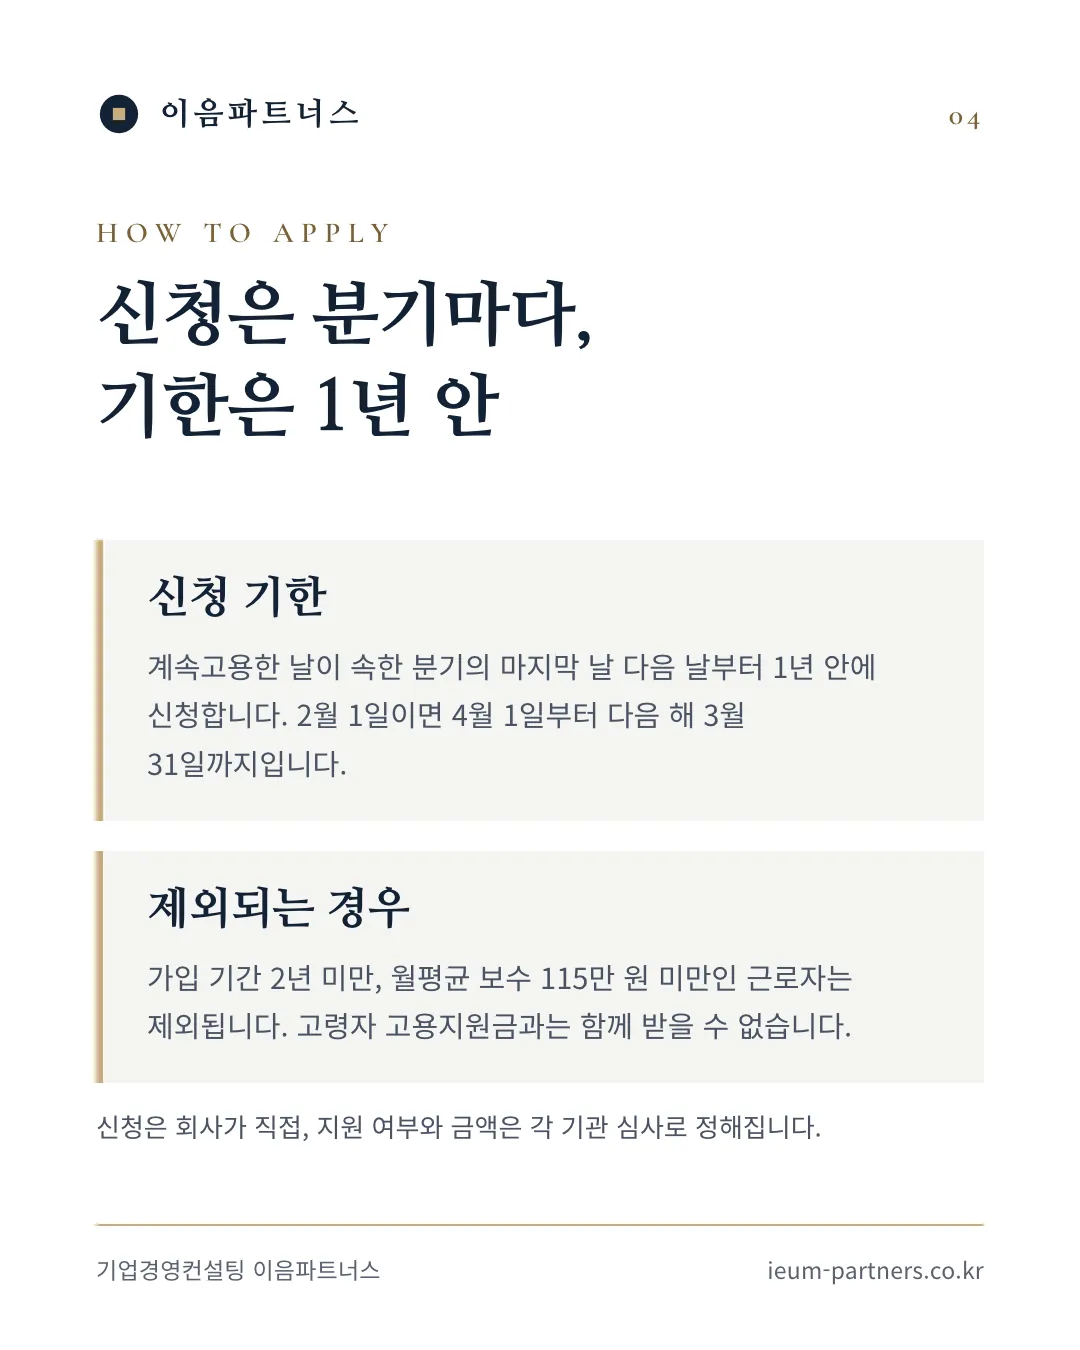 이음파트너스
04
HOW TO APPLY
신청은 분기마다,
기한은 1년 안
신청 기한
계속고용한 날이 속한 분기의 마지막 날 다음 날부터 1년 안에
신청합니다. 2월 1일이면 4월 1일부터 다음 해 3월
31일까지입니다.
제외되는 경우
가입 기간 2년 미만, 월평균 보수 115만 원 미만인 근로자는
제외됩니다. 고령자 고용지원금과는 함께 받을 수 없습니다.
신청은 회사가 직접, 지원 여부와 금액은 각 기관 심사로 정해집니다.
기업경영컨설팅 이음파트너스
ieum-partners.co.kr